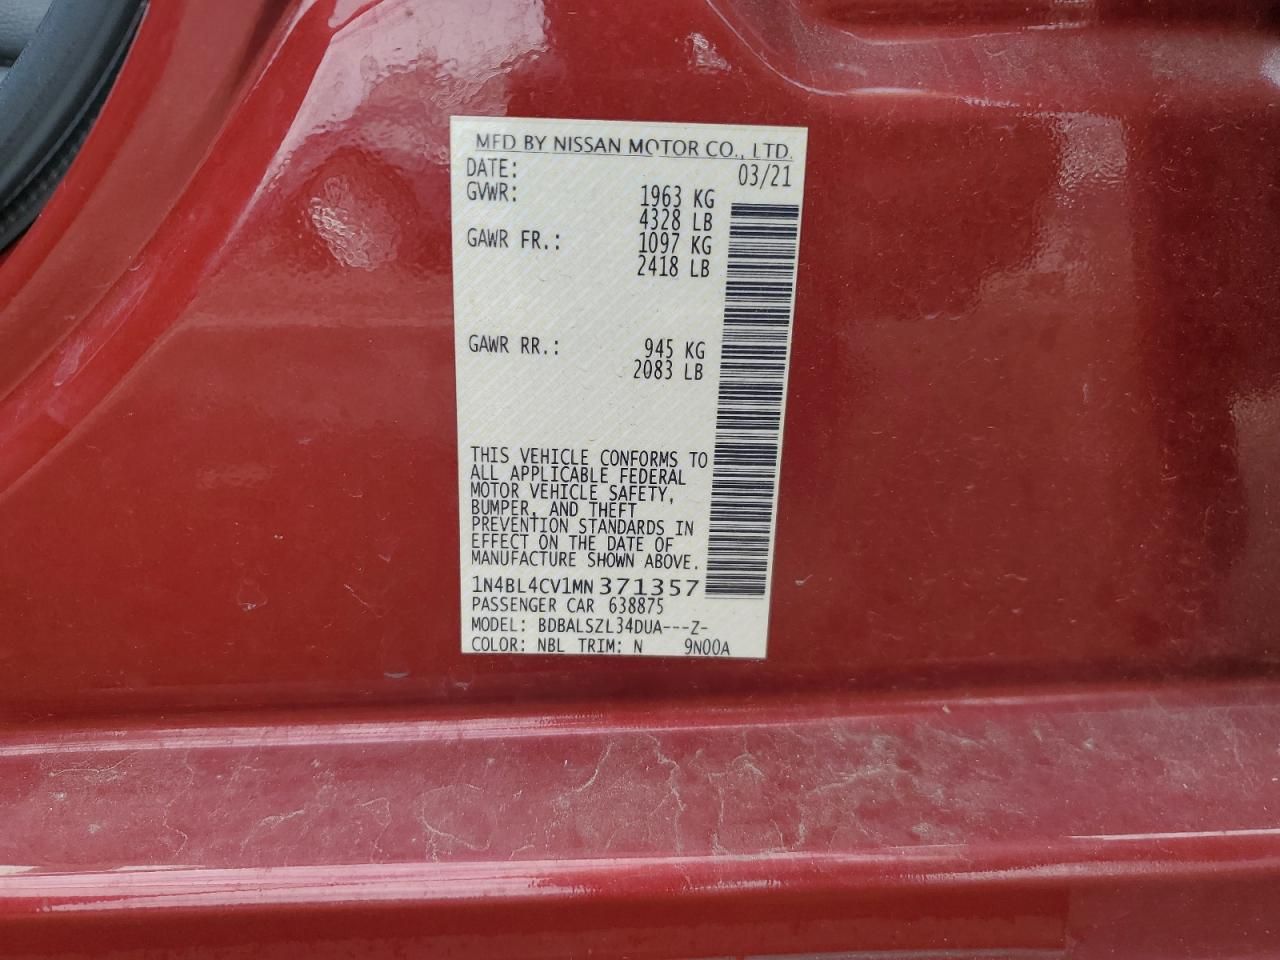 MFD BY NISSAN MOTOR CO., LTD.
DATE: 03/21
GVWR: 1963 KG
4328 LB
GAWR FR.: 1097 KG
2418 LB
GAWR RR.: 945 KG
2083 LB
THIS VEHICLE CONFORMS TO
ALL APPLICABLE FEDERAL
MOTOR VEHICLE SAFETY,
BUMPER, AND THEFT
PREVENTION STANDARDS IN
EFFECT ON THE DATE OF
MANUFACTURE SHOWN ABOVE.
1N4BL4CV1MN371357
PASSENGER CAR 638875
MODEL: BDBALSZL34DUA---Z-
COLOR: NBL TRIM: N 9N00A